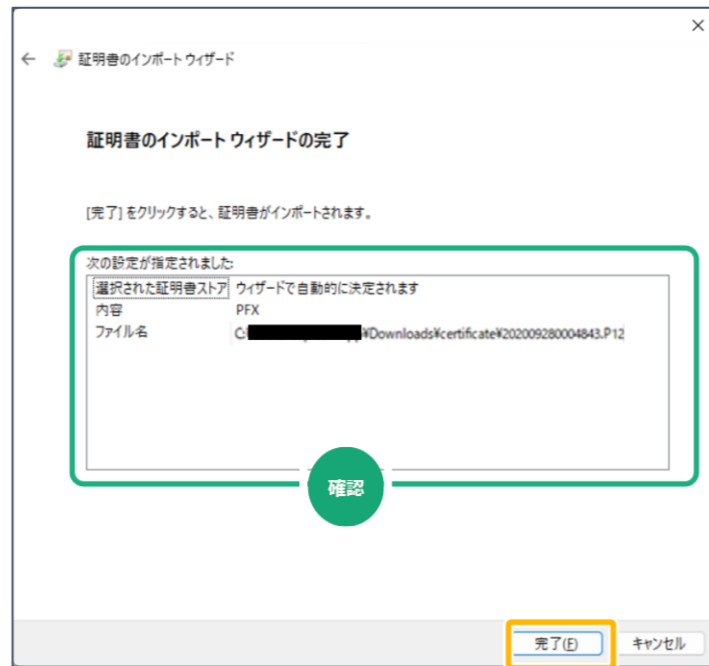 証明書のインポート ウィザード
証明書のインポート ウィザードの完了
[完了] をクリックすると、証明書がインポートされます。
次の設定が指定されました:
選択された証明書ストア ウィザードで自動的に決定されます
内容 PFX
ファイル名 C:¥Downloads¥certificate¥202009280004843.P12
確認
完了(F) キャンセル